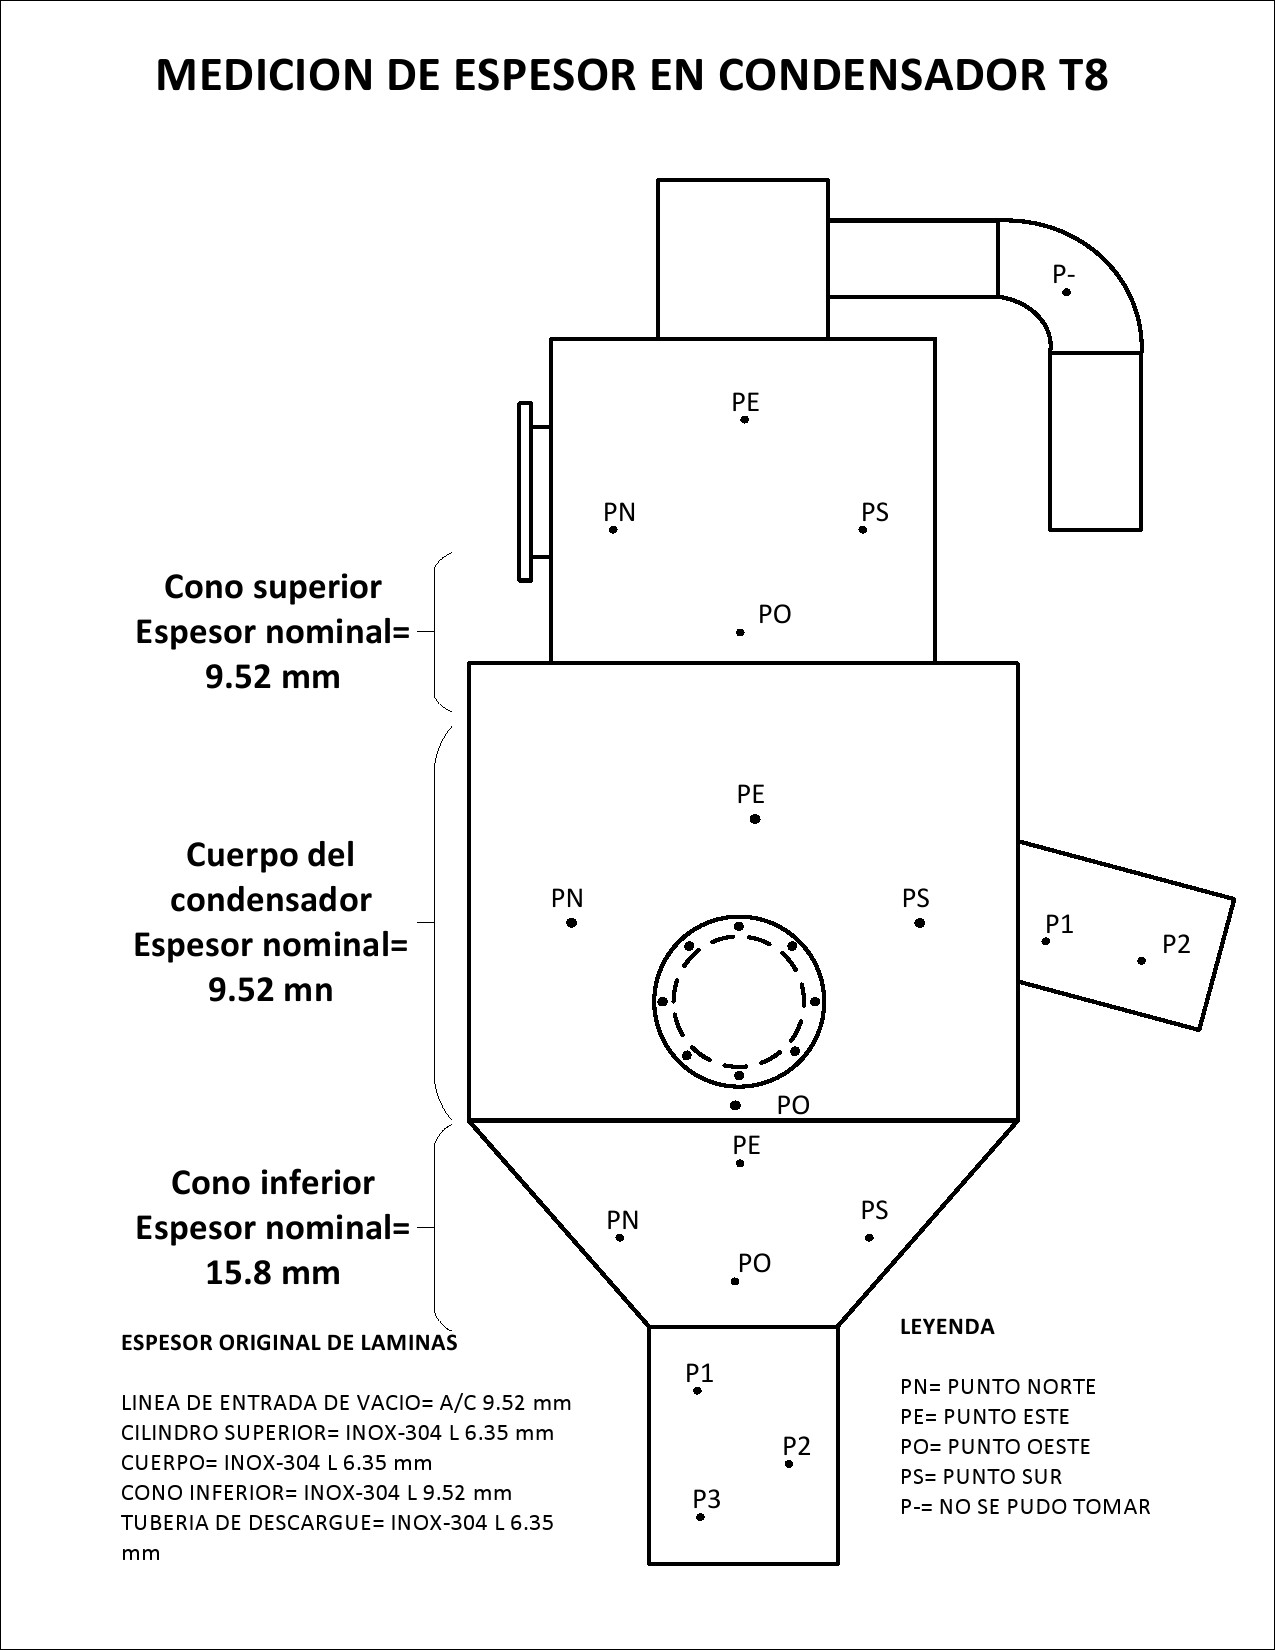 MEDICION DE ESPESOR EN CONDENSADOR T8
P-
PE
PN
PS
PO
Cono superior
Espesor nominal=
9.52 mm
PE
PN
PS
Cuerpo del
condensador
Espesor nominal=
9.52 mn
P1
P2
PO
PE
PN
PS
PO
Cono inferior
Espesor nominal=
15.8 mm
P1
P2
P3
ESPESOR ORIGINAL DE LAMINAS
LINEA DE ENTRADA DE VACIO= A/C 9.52 mm
CILINDRO SUPERIOR= INOX-304 L 6.35 mm
CUERPO= INOX-304 L 6.35 mm
CONO INFERIOR= INOX-304 L 9.52 mm
TUBERIA DE DESCARGUE= INOX-304 L 6.35
mm
LEYENDA
PN= PUNTO NORTE
PE= PUNTO ESTE
PO= PUNTO OESTE
PS= PUNTO SUR
P-= NO SE PUDO TOMAR